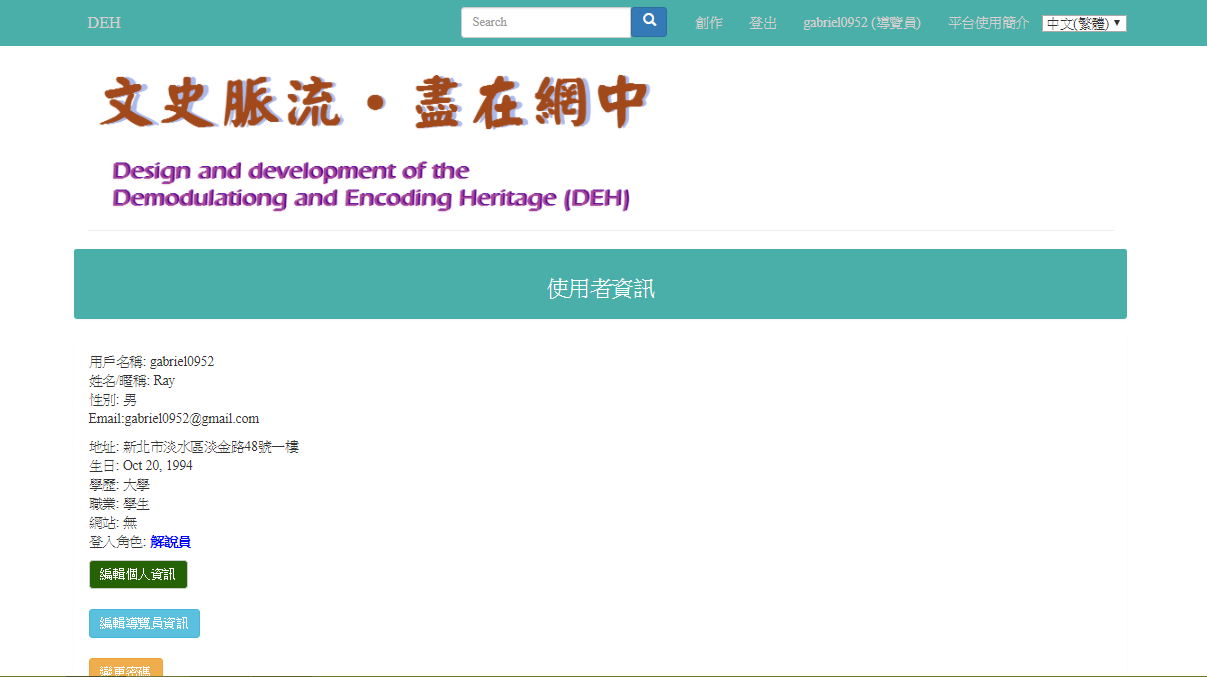 DEH
Search
創作
登出
gabriel0952 (導覽員)
平台使用簡介
中文(繁體)
文史脈流・盡在網中
Design and development of the
Demodulationg and Encoding Heritage (DEH)
使用者資訊
用戶名稱: gabriel0952
姓名/暱稱: Ray
性別: 男
Email:gabriel0952@gmail.com
地址: 新北市淡水區淡金路48號一樓
生日: Oct 20, 1994
學歷: 大學
職業: 學生
網站: 無
登入角色: 解說員
編輯個人資訊
編輯導覽員資訊
變更密碼